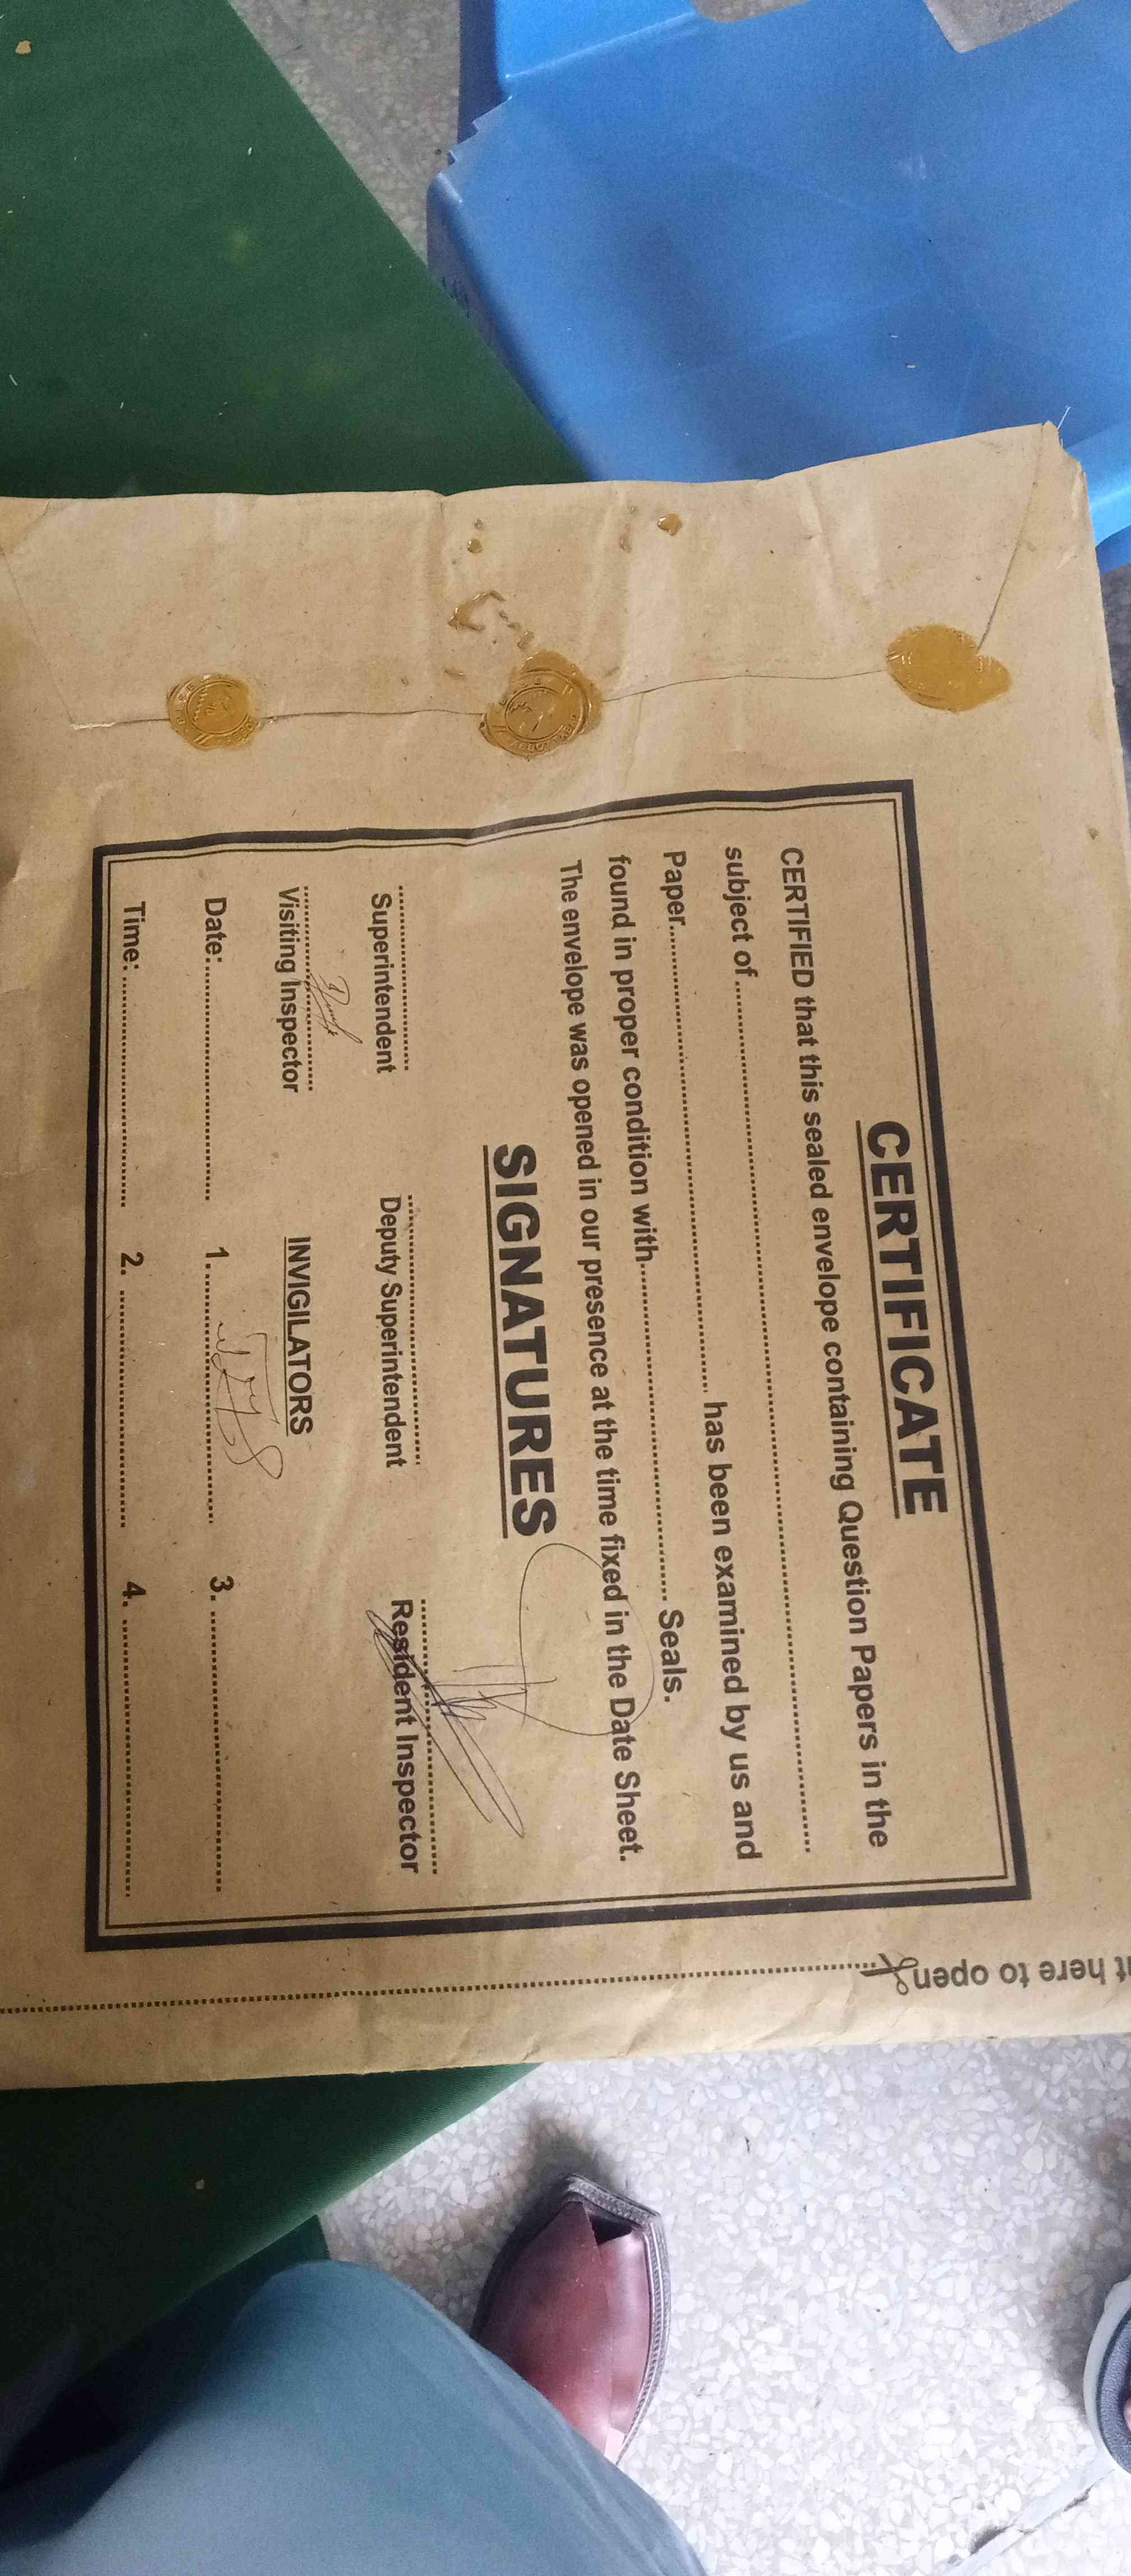 CERTIFICATE
CERTIFIED that this sealed envelope containing Question Papers in the
subject of ........................................................................
Paper.................................................. has been examined by us and
found in proper condition with........................................ Seals.
The envelope was opened in our presence at the time fixed in the Date Sheet.
SIGNATURES
Superintendent Deputy Superintendent Resident Inspector
Visiting Inspector INVIGILATORS
Date:.............................. 1................................ 3. ..............................
Time: .............................. 2. .............................. 4. ..............................
here to open